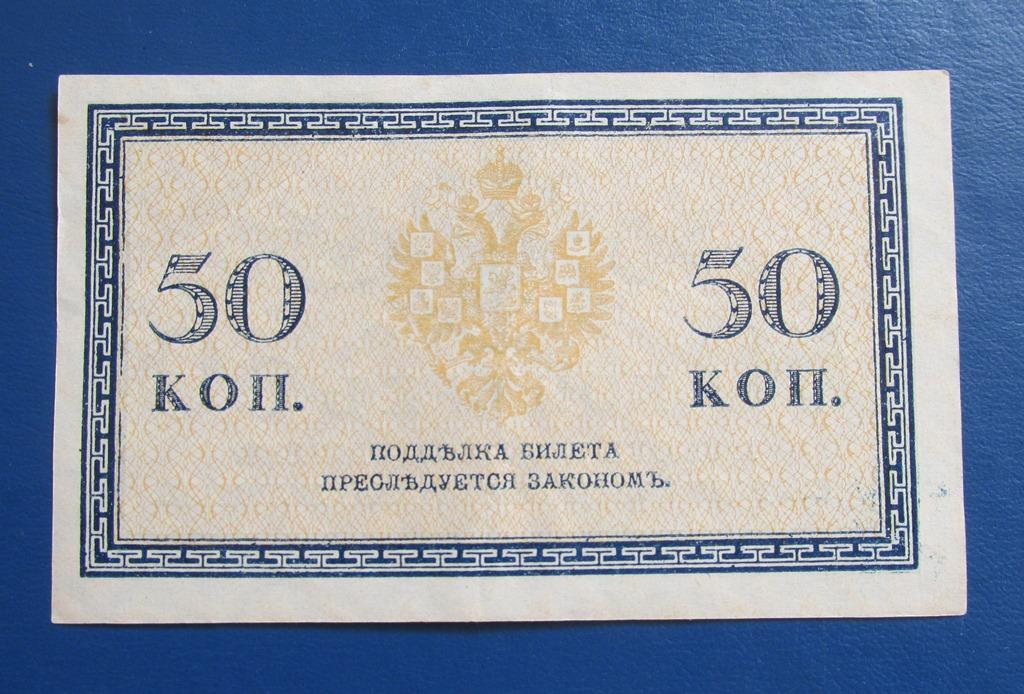 50 50
КОП. КОП.
ПОДДѢЛКА БИЛЕТА
ПРЕСЛѢДУЕТСЯ ЗАКОНОМЪ.